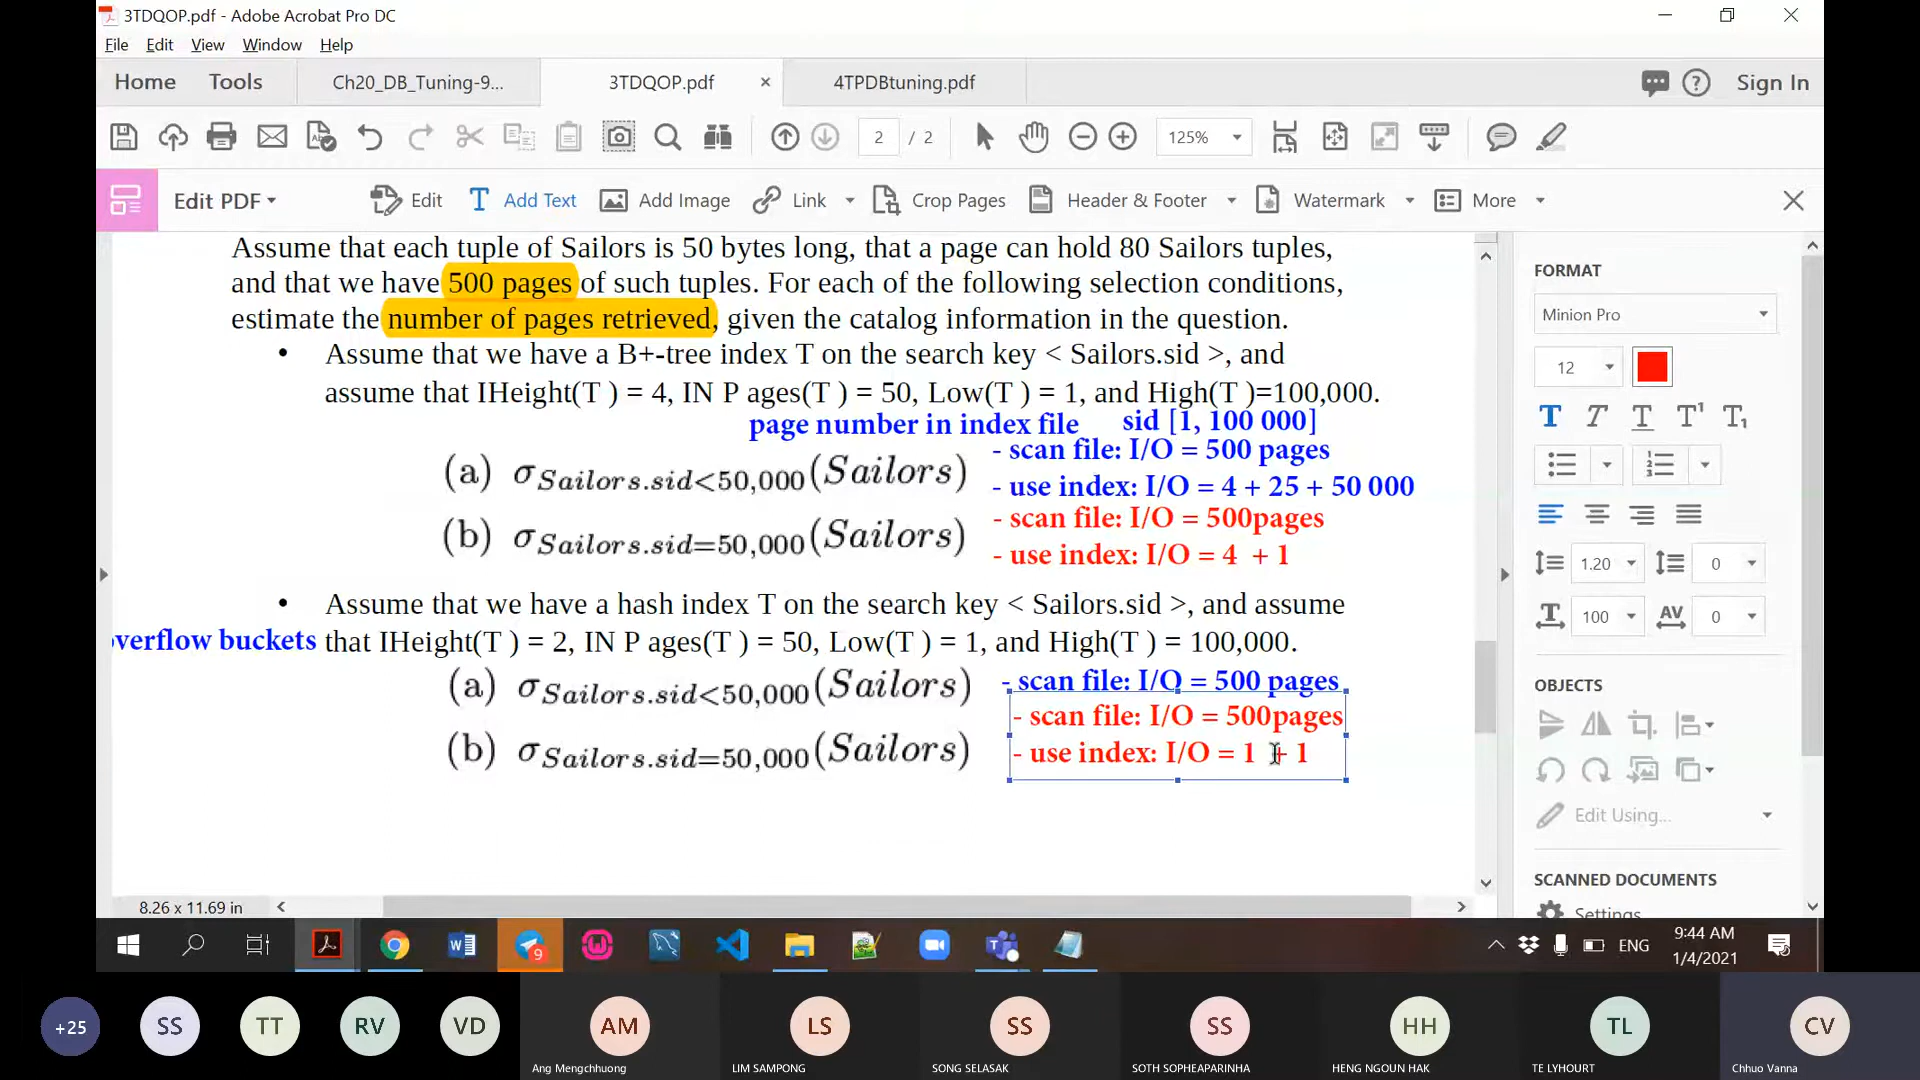 3TDQOP.pdf - Adobe Acrobat Pro DC
File Edit View Window Help
Home Tools Ch20_DB_Tuning-9... 3TDQOP.pdf × 4TPDBtuning.pdf Sign In
2 / 2 125%
Edit PDF Edit Add Text Add Image Link Crop Pages Header & Footer Watermark More
Assume that each tuple of Sailors is 50 bytes long, that a page can hold 80 Sailors tuples,
and that we have 500 pages of such tuples. For each of the following selection conditions,
estimate the number of pages retrieved, given the catalog information in the question.
• Assume that we have a B+-tree index T on the search key < Sailors.sid >, and
assume that IHeight(T ) = 4, IN P ages(T ) = 50, Low(T ) = 1, and High(T )=100,000.
page number in index file sid [1, 100 000]
- scan file: I/O = 500 pages
(a) σSailors.sid<50,000(Sailors)
- use index: I/O = 4 + 25 + 50 000
- scan file: I/O = 500pages
(b) σSailors.sid=50,000(Sailors)
- use index: I/O = 4 + 1
• Assume that we have a hash index T on the search key < Sailors.sid >, and assume
verflow buckets that IHeight(T ) = 2, IN P ages(T ) = 50, Low(T ) = 1, and High(T ) = 100,000.
(a) σSailors.sid<50,000(Sailors) - scan file: I/O = 500 pages
- scan file: I/O = 500pages
(b) σSailors.sid=50,000(Sailors) - use index: I/O = 1 + 1
8.26 x 11.69 in
FORMAT
Minion Pro
12
T T T T¹ T₁
1.20 0
100 AV 0
OBJECTS
Edit Using...
SCANNED DOCUMENTS
Settings
9 ENG 9:44 AM
1/4/2021
+25 SS TT RV VD AM LS SS SS HH TL CV
Ang Mengchhuong LIM SAMPONG SONG SELASAK SOTH SOPHEAPARINHA HENG NGOUN HAK TE LYHOURT Chhuo Vanna